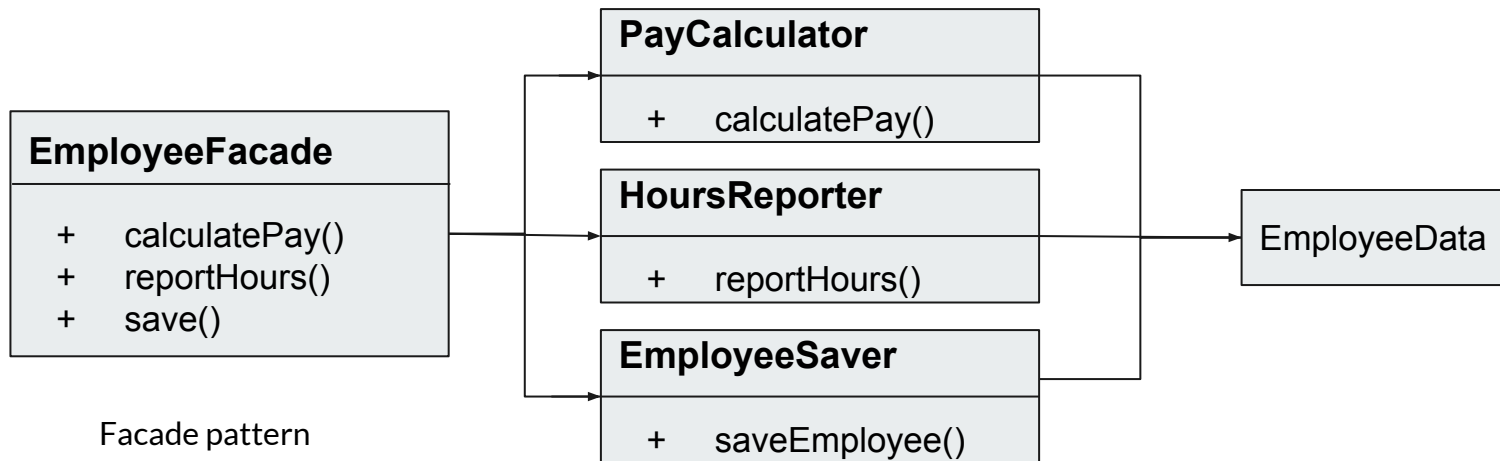 EmployeeFacade
+ calculatePay()
+ reportHours()
+ save()
Facade pattern
PayCalculator
+ calculatePay()
HoursReporter
+ reportHours()
EmployeeSaver
+ saveEmployee()
EmployeeData